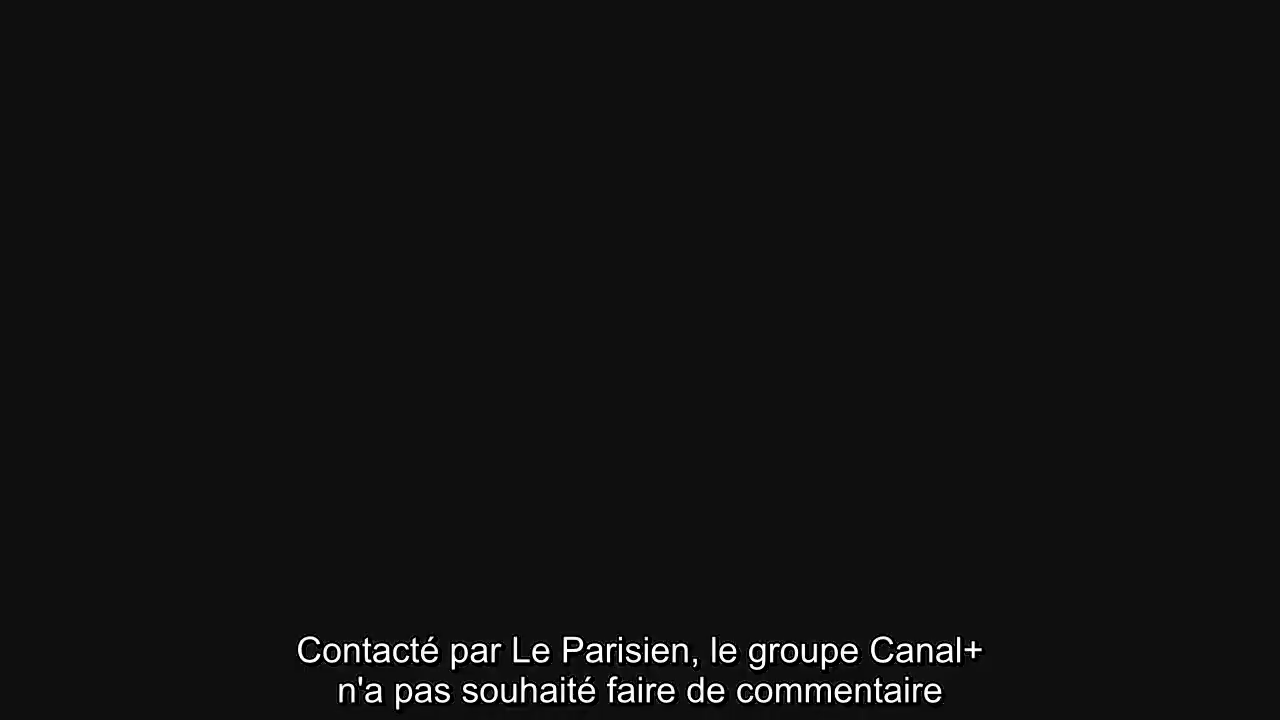 Contacté par Le Parisien, le groupe Canal+
n'a pas souhaité faire de commentaire